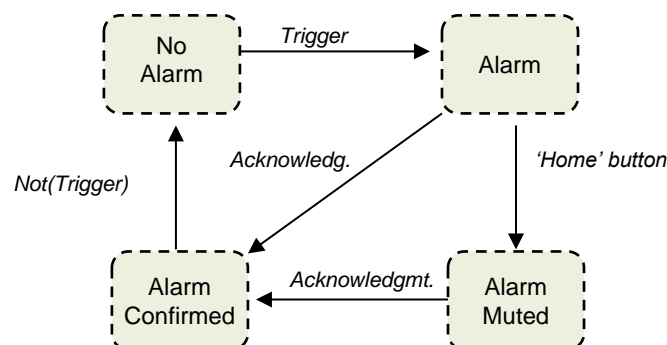 No
Alarm
Trigger
Alarm
Acknowledg.
‘Home’ button
Not(Trigger)
Alarm
Confirmed
Acknowledgmt.
Alarm
Muted